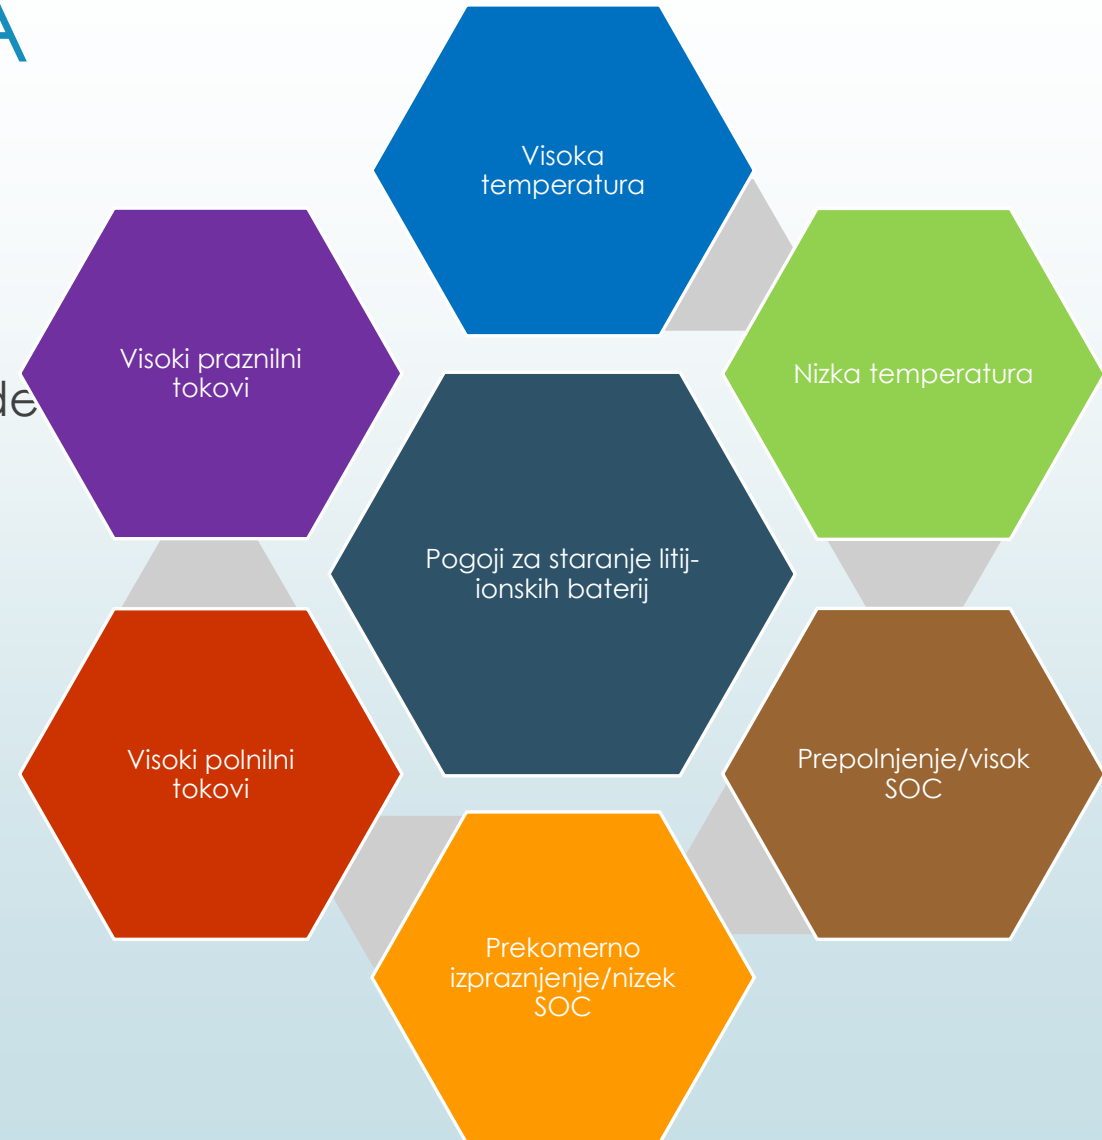 A
Visoka
temperatura
Visoki praznilni
tokovi
Nizka temperatura
de
Pogoji za staranje litij-
ionskih baterij
Visoki polnilni
tokovi
Prepolnjenje/visok
SOC
Prekomerno
izpraznjenje/nizek
SOC